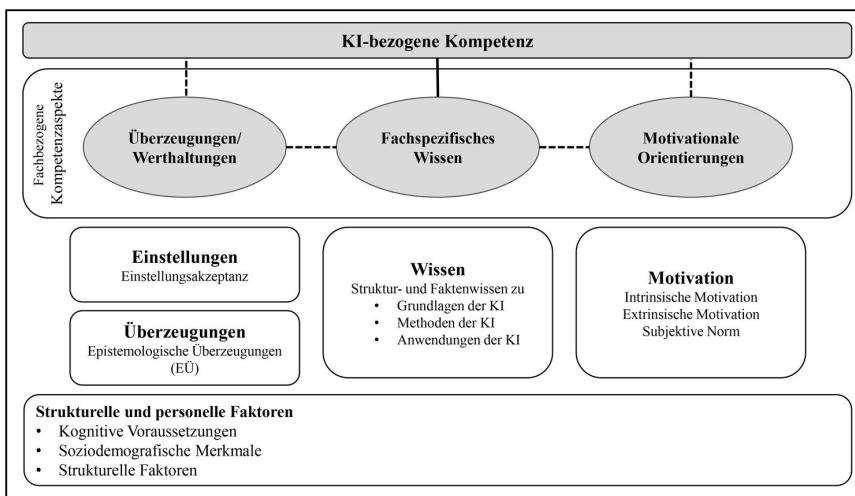 KI-bezogene Kompetenz
Fachbezogene
Kompetenzaspekte
Überzeugungen/
Werthaltungen
Fachspezifisches
Wissen
Motivationale
Orientierungen
Einstellungen
Einstellungsakzeptanz
Überzeugungen
Epistemologische Überzeugungen
(EÜ)
Wissen
Struktur- und Faktenwissen zu
• Grundlagen der KI
• Methoden der KI
• Anwendungen der KI
Motivation
Intrinsische Motivation
Extrinsische Motivation
Subjektive Norm
Strukturelle und personelle Faktoren
• Kognitive Voraussetzungen
• Soziodemografische Merkmale
• Strukturelle Faktoren